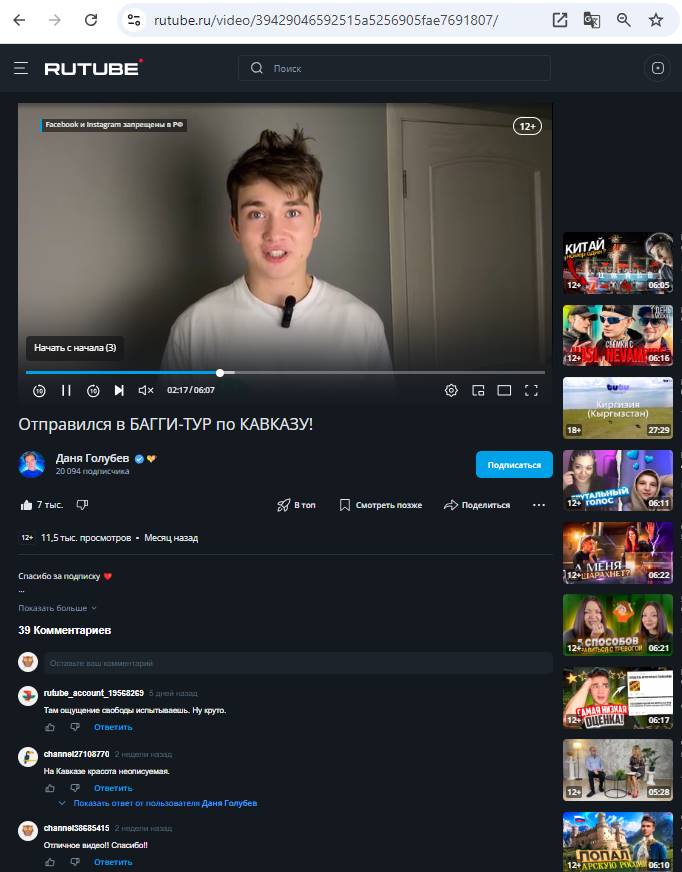 rutube.ru/video/39429046592515a5256905fae7691807/
RUTUBE
Поиск
Facebook и Instagram запрещены в РФ
12+
Начать с начала (3)
10
10
02:17 / 06:07
Отправился в БАГГИ-ТУР по КАВКАЗУ!
Даня Голубев
20 094 подписчика
Подписаться
7 тыс.
В топ
Смотреть позже
Поделиться
12+ 11,5 тыс. просмотров • Месяц назад
Спасибо за подписку
...
Показать больше
39 Комментариев
Оставьте ваш комментарий
rutube_account_19568269 5 дней назад
Там ощущение свободы испытываешь. Ну круто.
Ответить
channel27108770 2 недели назад
На Кавказе красота неописуемая.
Ответить
Показать ответ от пользователя Даня Голубев
channel38685415 2 недели назад
Отличное видео!! Спасибо!!
Ответить
КИТАЙ
12+ 06:05
СЪЕМКИ С
12+ 06:16
tutu
Киргизия
(Кыргызстан)
18+ 27:29
ГОЛОС
12+ 06:11
А МЕНЯ
ШАРАХНЕТ?
12+ 06:22
5 СПОСОБОВ
12+ 06:21
САМАЯ НИЗКАЯ
ОЦЕНКА!
12+ 06:17
12+ 05:28
ПОПАЛ
12+ 06:10